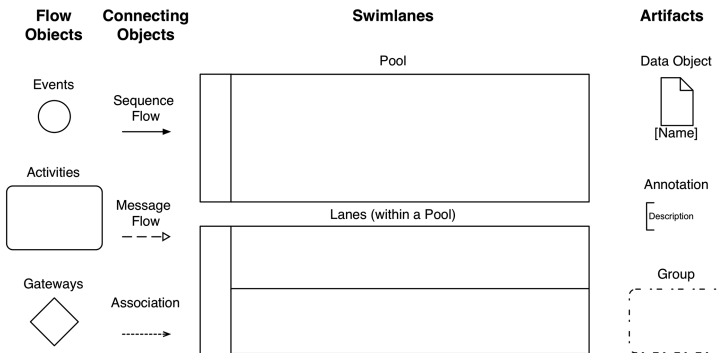 Flow
Objects
Events
Activities
Gateways
Connecting
Objects
Sequence
Flow
Message
Flow
Association
Swimlanes
Pool
Lanes (within a Pool)
Artifacts
Data Object
[Name]
Annotation
Description
Group